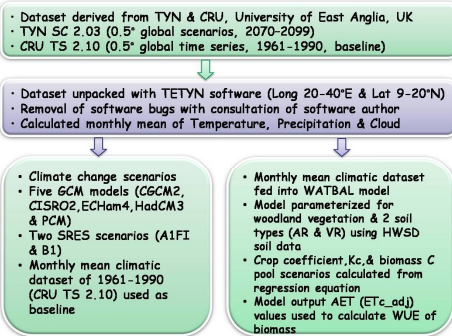 · Dataset derived from TYN & CRU, University of East Anglia, UK
· TYN SC 2.03 (0.5° global scenarios, 2070-2099)
· CRU TS 2.10 (0.5° global time series, 1961-1990, baseline)
· Dataset unpacked with TETYN software (Long 20-40°E & Lat 9-20°N)
· Removal of software bugs with consultation of software author
· Calculated monthly mean of Temperature, Precipitation & Cloud
• Climate change scenarios
• Five GCM models (CGCM2,
CISRO2,ECHam4,HadCM3
& PCM)
• Two SRES scenarios (A1FI
& B1)
• Monthly mean climatic
dataset of 1961-1990
(CRU TS 2.10) used as
baseline
• Monthly mean climatic dataset
fed into WATBAL model
• Model parameterized for
woodland vegetation & 2 soil
types (AR & VR) using HWSD
soil data
• Crop coefficient,Kc,& biomass C
pool scenarios calculated from
regression equation
• Model output AET (ETc_adj)
values used to calculate WUE of
biomass